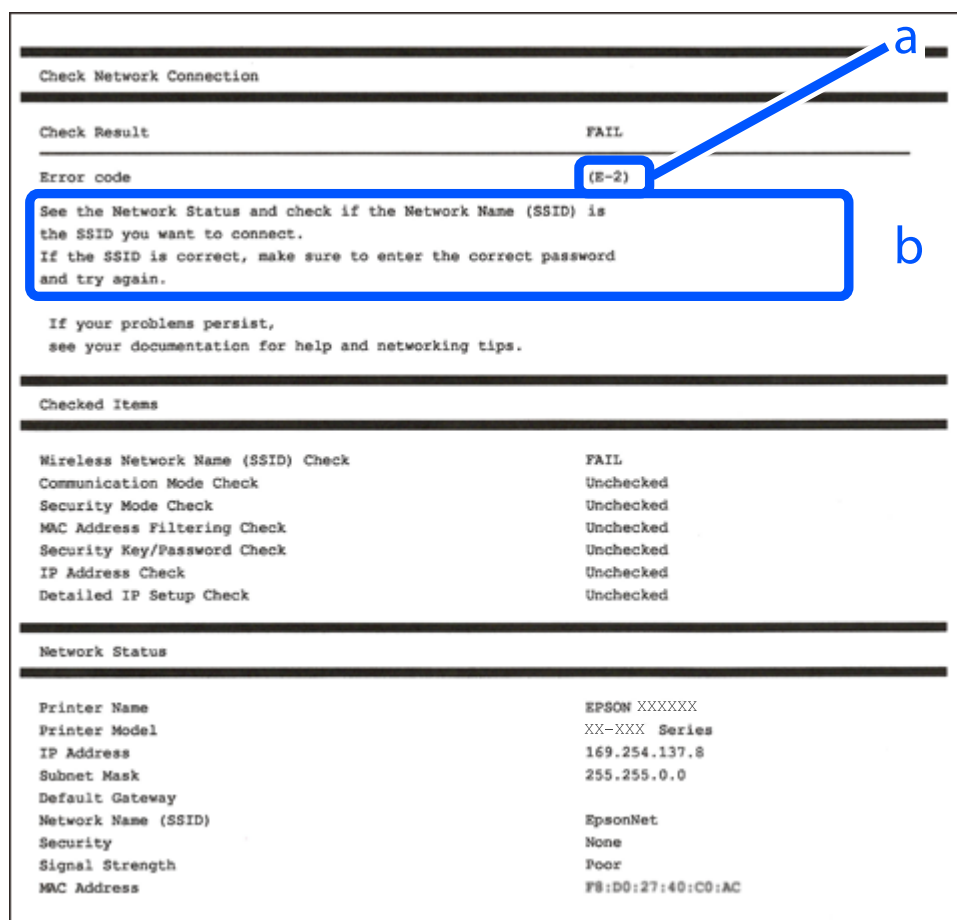 a
Check Network Connection
Check Result FAIL
Error code (E-2)
See the Network Status and check if the Network Name (SSID) is
the SSID you want to connect.
If the SSID is correct, make sure to enter the correct password
and try again.
b
If your problems persist,
see your documentation for help and networking tips.
Checked Items
Wireless Network Name (SSID) Check FAIL
Communication Mode Check Unchecked
Security Mode Check Unchecked
MAC Address Filtering Check Unchecked
Security Key/Password Check Unchecked
IP Address Check Unchecked
Detailed IP Setup Check Unchecked
Network Status
Printer Name EPSON XXXXXX
Printer Model XX-XXX Series
IP Address 169.254.137.8
Subnet Mask 255.255.0.0
Default Gateway
Network Name (SSID) EpsonNet
Security None
Signal Strength Poor
MAC Address F8:D0:27:40:C0:AC